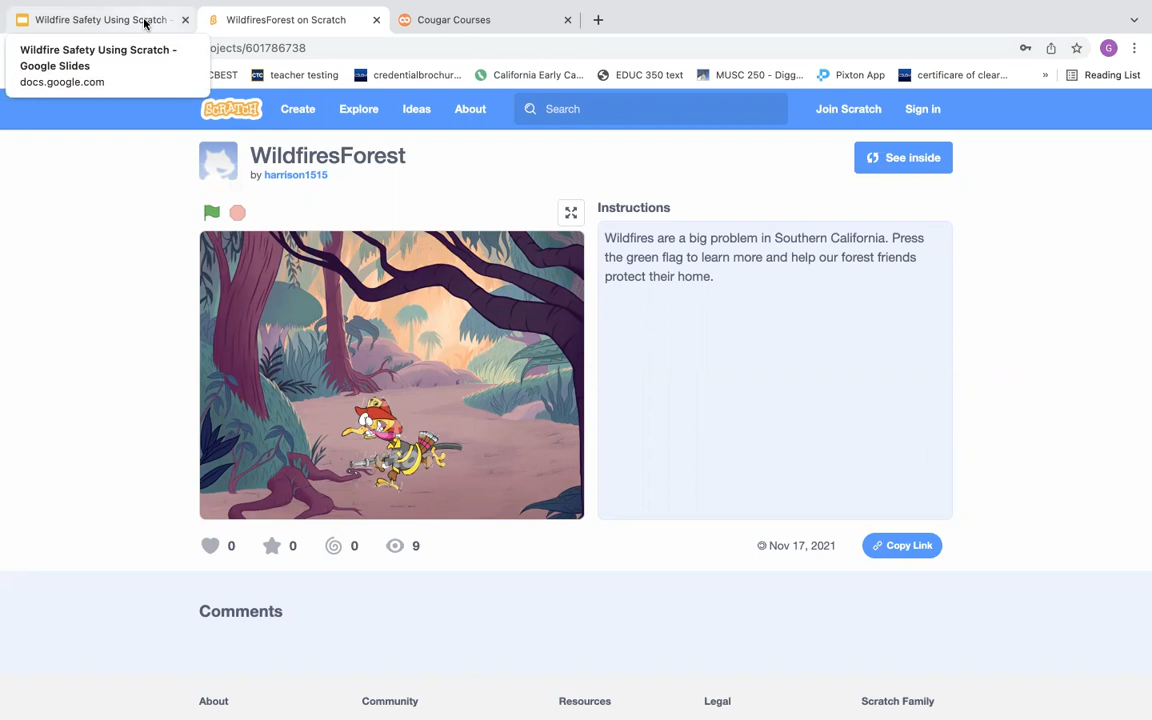 Wildfire Safety Using Scratch -
WildfiresForest on Scratch
Cougar Courses
Wildfire Safety Using Scratch -
Google Slides
docs.google.com
ojects/601786738
G
CBEST
teacher testing
credentialbrochur...
California Early Ca...
EDUC 350 text
MUSC 250 - Digg...
Pixton App
certificate of clear...
»
Reading List
SCRATCH
Create
Explore
Ideas
About
Search
Join Scratch
Sign in
WildfiresForest
by harrison1515
See inside
Instructions
Wildfires are a big problem in Southern California. Press
the green flag to learn more and help our forest friends
protect their home.
0
0
0
9
© Nov 17, 2021
Copy Link
Comments
About
Community
Resources
Legal
Scratch Family